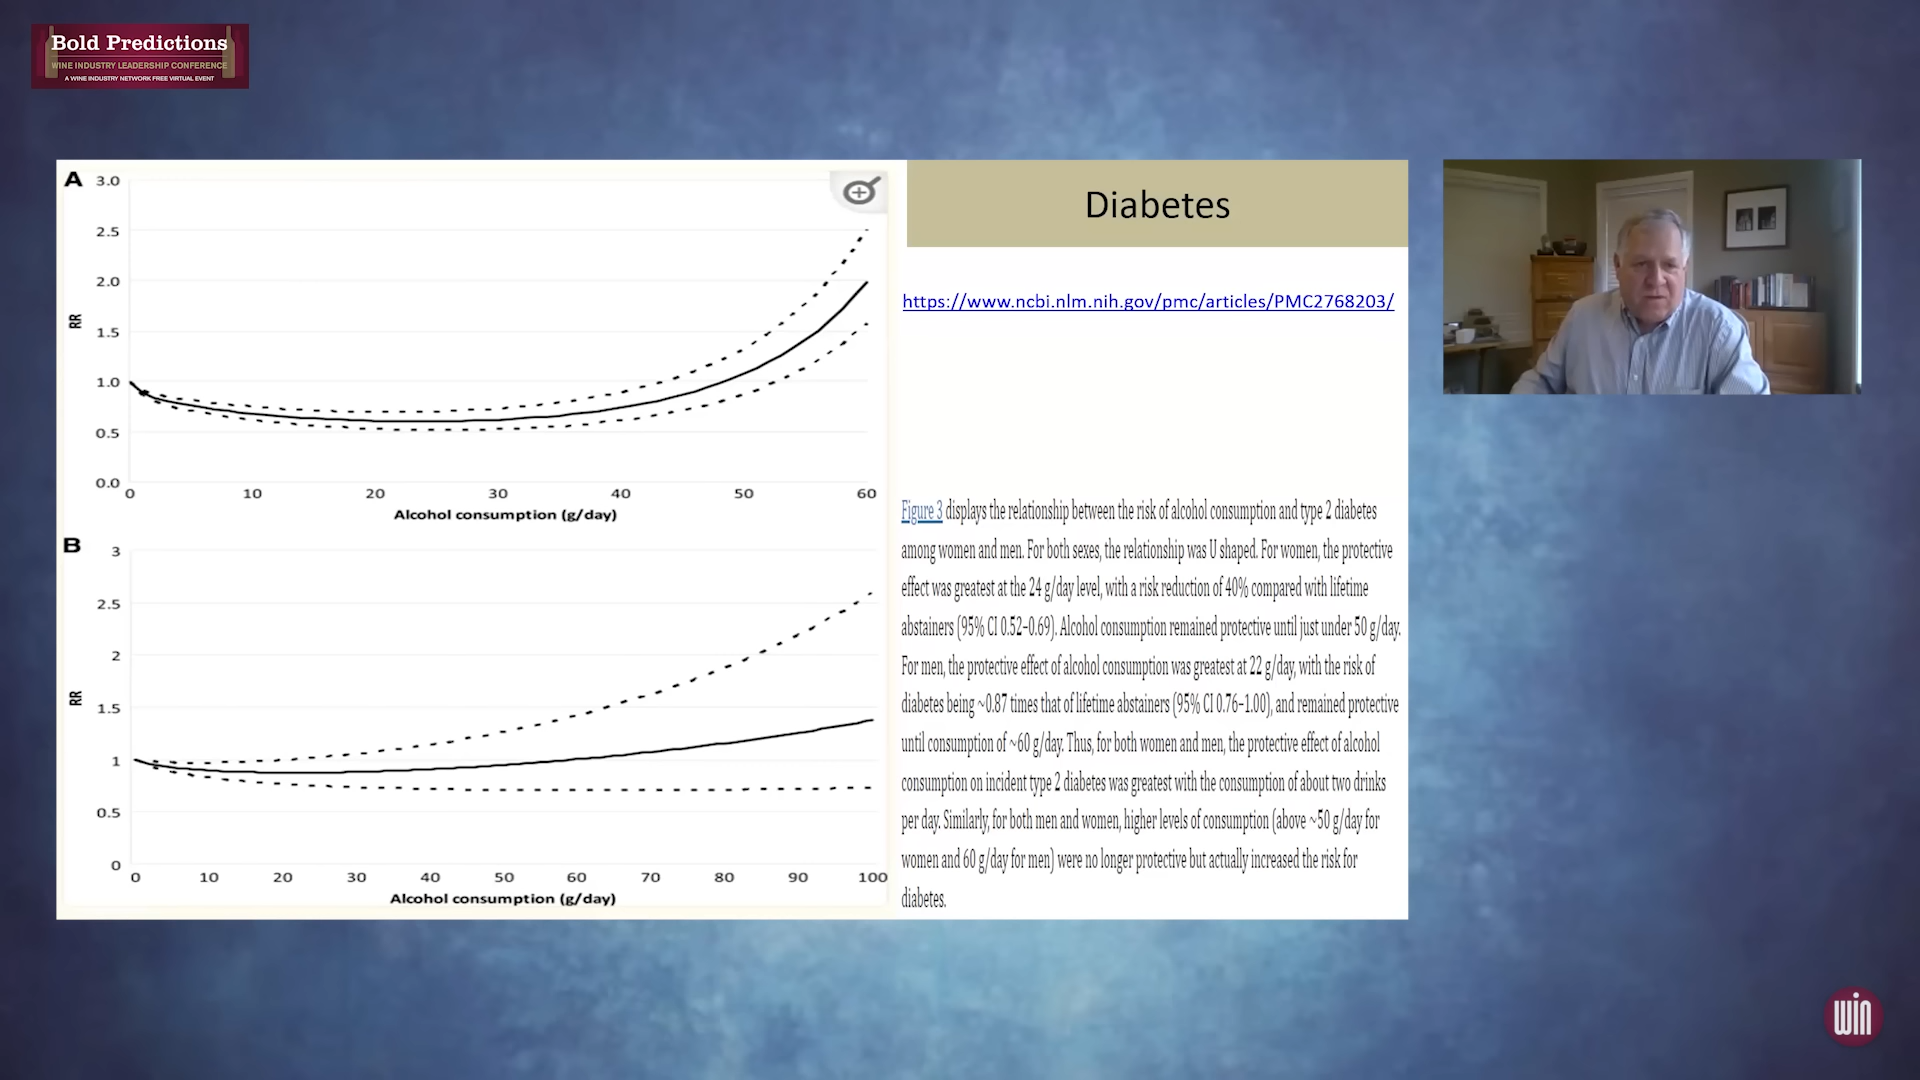 Bold Predictions
WINE INDUSTRY LEADERSHIP CONFERENCE
A WINE INDUSTRY NETWORK FREE VIRTUAL EVENT
A
3.0
2.5
2.0
1.5
1.0
0.5
0.0
RR
0 10 20 30 40 50 60
Alcohol consumption (g/day)
B
3
2.5
2
1.5
1
0.5
0
RR
0 10 20 30 40 50 60 70 80 90 100
Alcohol consumption (g/day)
Diabetes
https://www.ncbi.nlm.nih.gov/pmc/articles/PMC2768203/
Figure 3 displays the relationship between the risk of alcohol consumption and type 2 diabetes
among women and men. For both sexes, the relationship was U shaped. For women, the protective
effect was greatest at the 24 g/day level, with a risk reduction of 40% compared with lifetime
abstainers (95% CI 0.52–0.69). Alcohol consumption remained protective until just under 50 g/day.
For men, the protective effect of alcohol consumption was greatest at 22 g/day, with the risk of
diabetes being ~0.87 times that of lifetime abstainers (95% CI 0.76–1.00), and remained protective
until consumption of ~60 g/day. Thus, for both women and men, the protective effect of alcohol
consumption on incident type 2 diabetes was greatest with the consumption of about two drinks
per day. Similarly, for both men and women, higher levels of consumption (above ~50 g/day for
women and 60 g/day for men) were no longer protective but actually increased the risk for
diabetes.
win